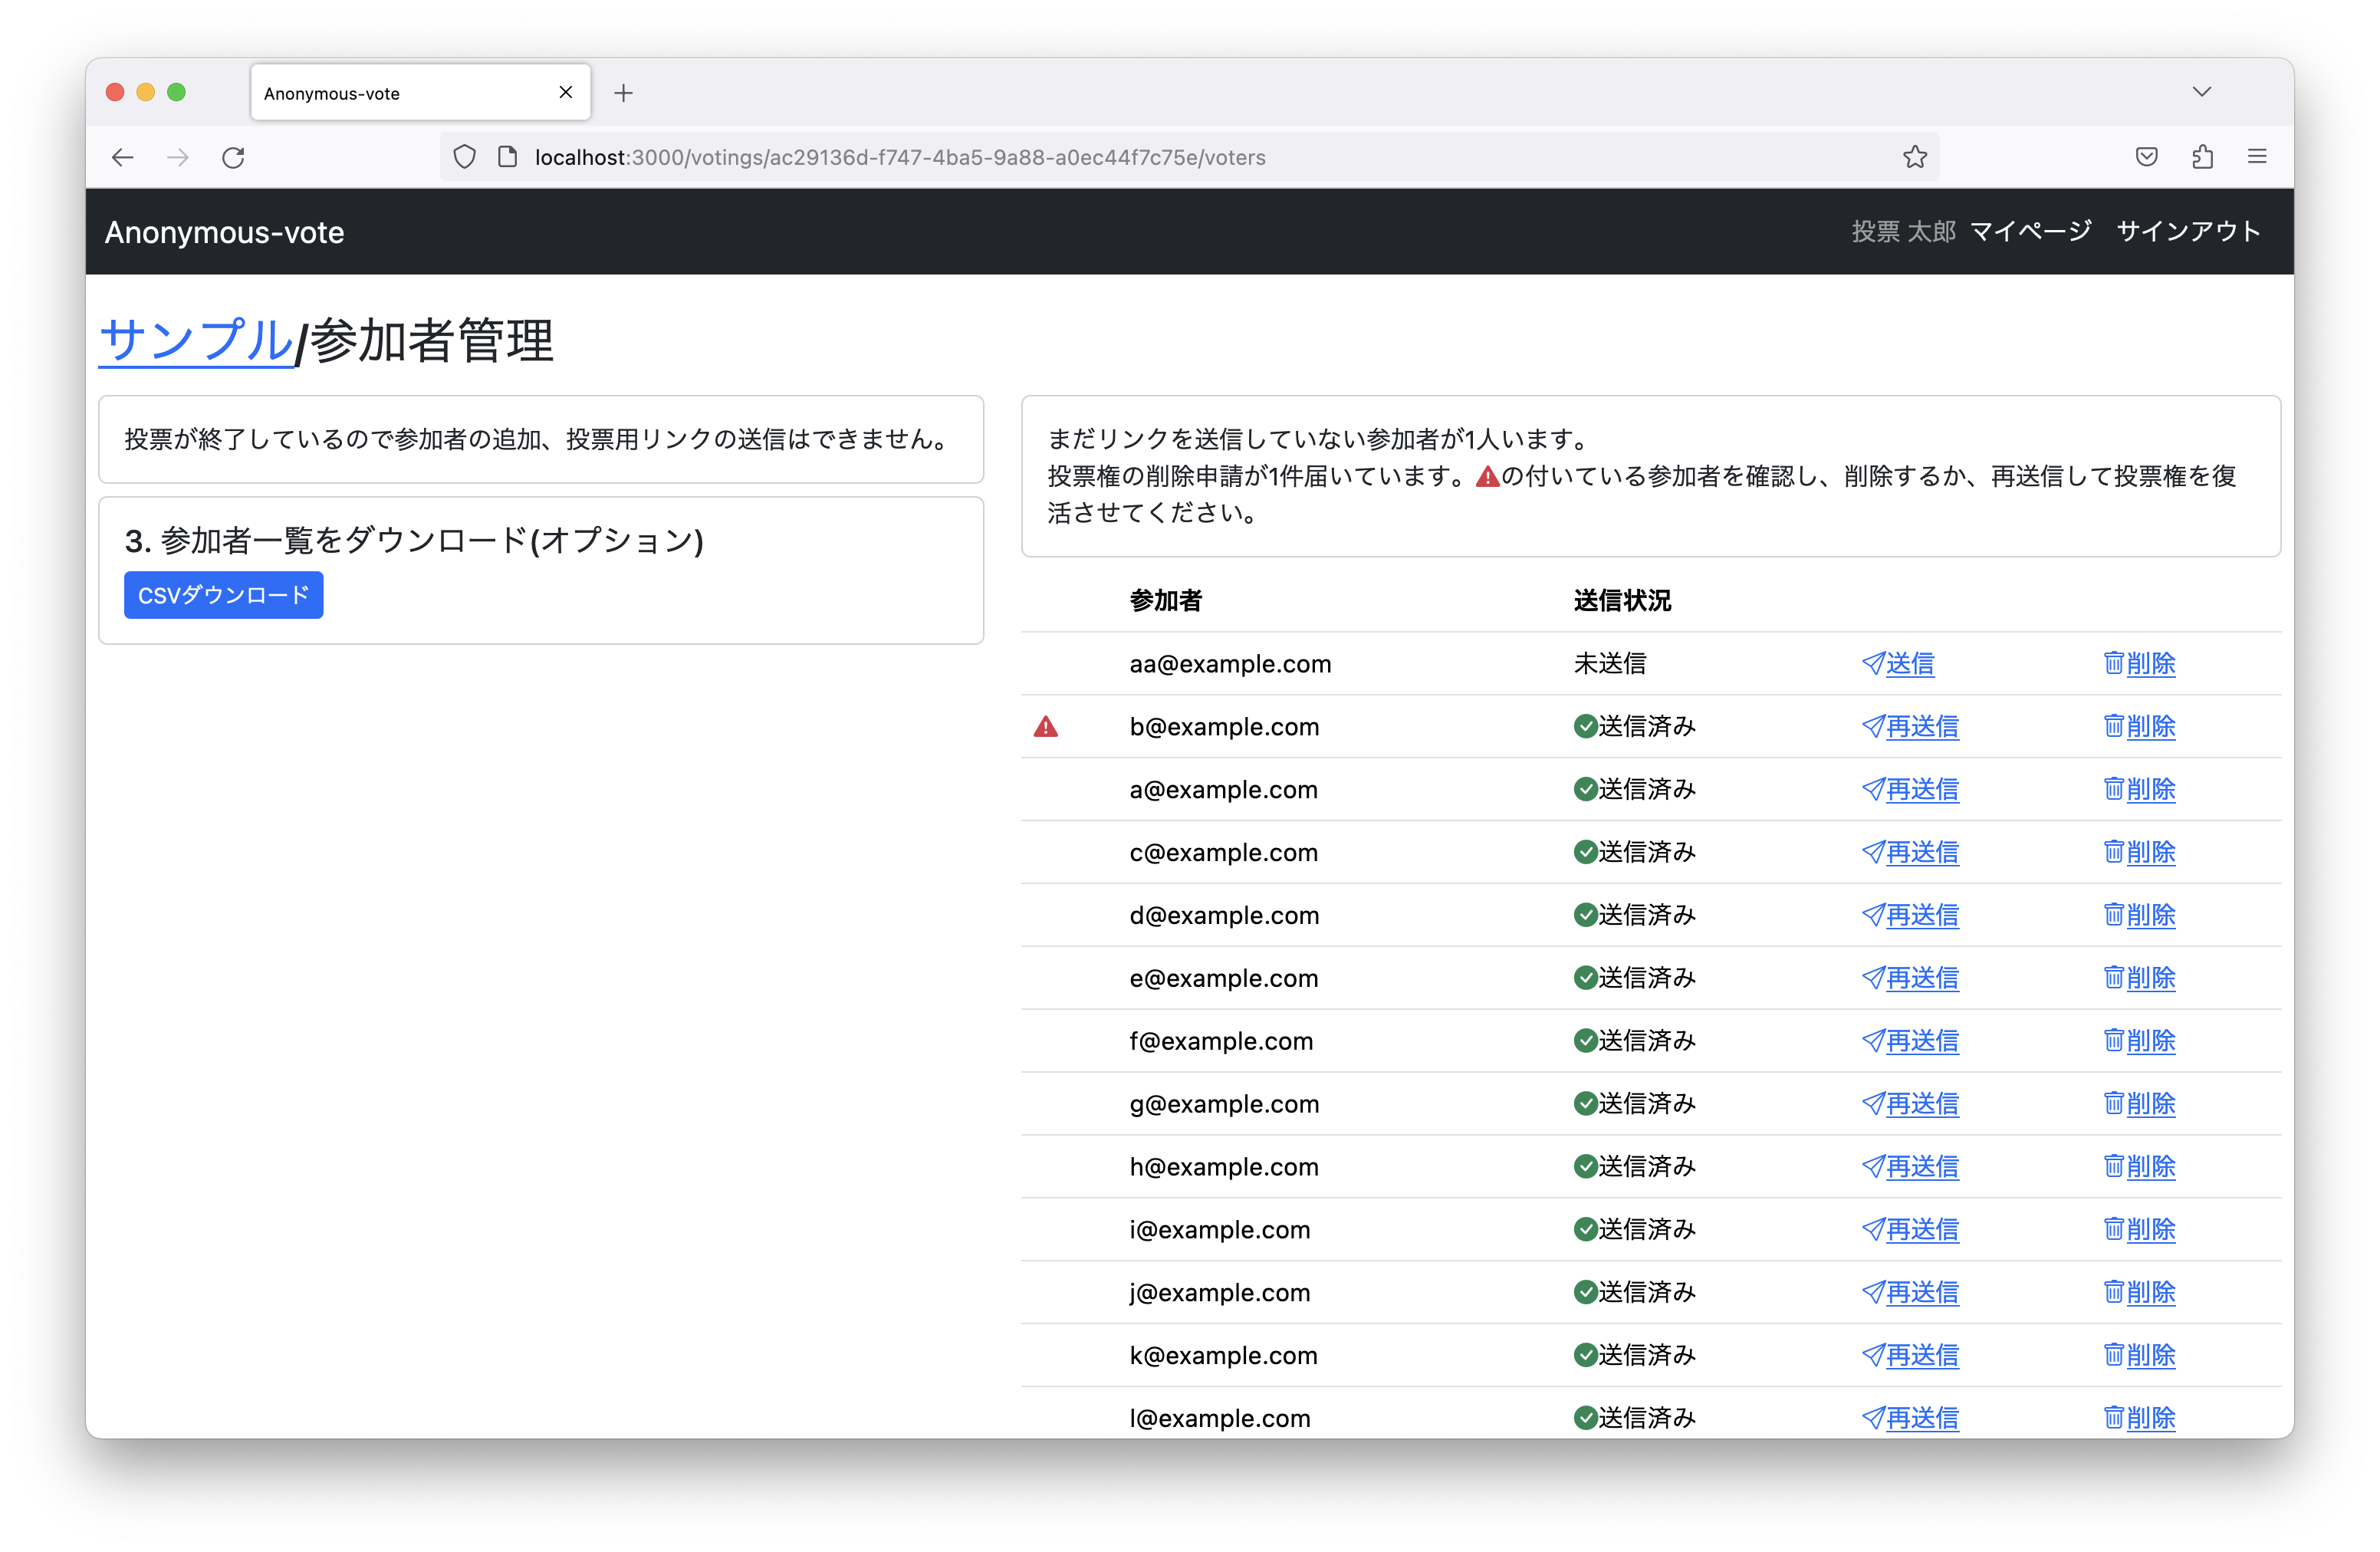 Anonymous-vote
localhost:3000/votings/ac29136d-f747-4ba5-9a88-a0ec44f7c75e/voters
Anonymous-vote 投票 太郎 マイページ サインアウト
サンプル/参加者管理
投票が終了しているので参加者の追加、投票用リンクの送信はできません。
3. 参加者一覧をダウンロード(オプション)
CSVダウンロード
まだリンクを送信していない参加者が1人います。
投票権の削除申請が1件届いています。の付いている参加者を確認し、削除するか、再送信して投票権を復
活させてください。
参加者 送信状況
aa@example.com 未送信 送信 削除
b@example.com 送信済み 再送信 削除
a@example.com 送信済み 再送信 削除
c@example.com 送信済み 再送信 削除
d@example.com 送信済み 再送信 削除
e@example.com 送信済み 再送信 削除
f@example.com 送信済み 再送信 削除
g@example.com 送信済み 再送信 削除
h@example.com 送信済み 再送信 削除
i@example.com 送信済み 再送信 削除
j@example.com 送信済み 再送信 削除
k@example.com 送信済み 再送信 削除
l@example.com 送信済み 再送信 削除